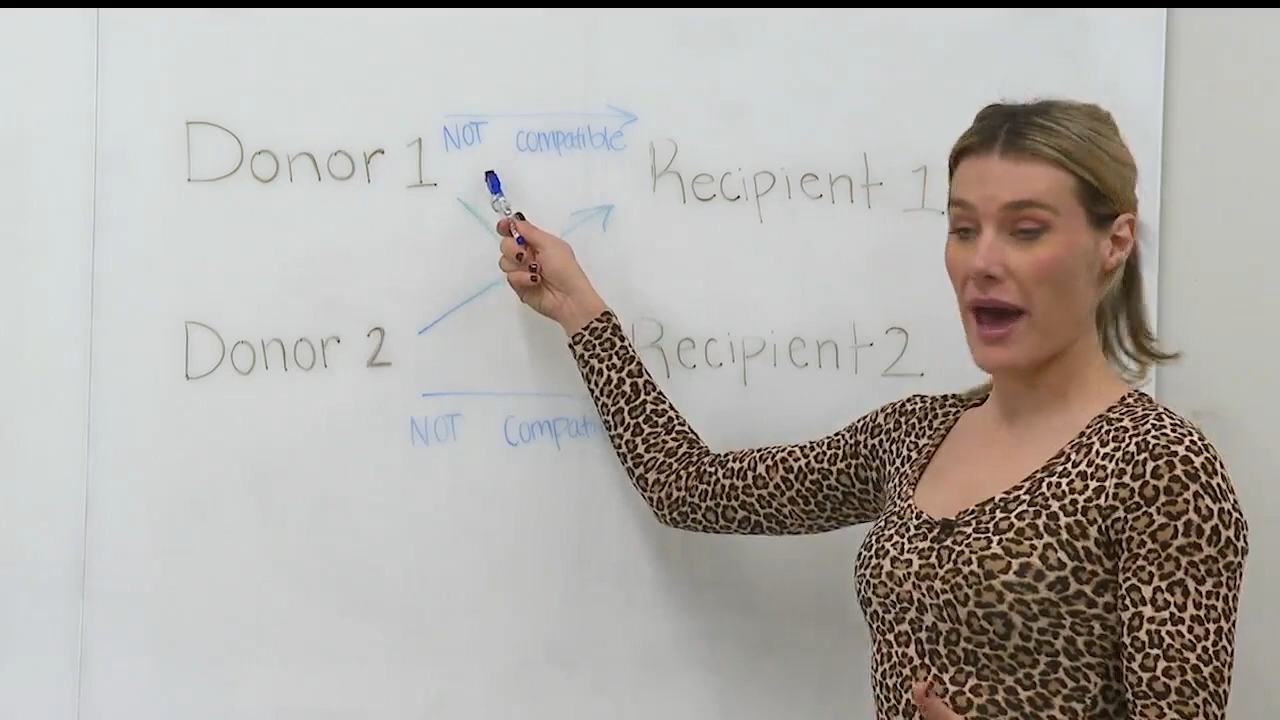 NOT compatible
Donor 1
Recipient 1
Donor 2
Recipient 2
NOT